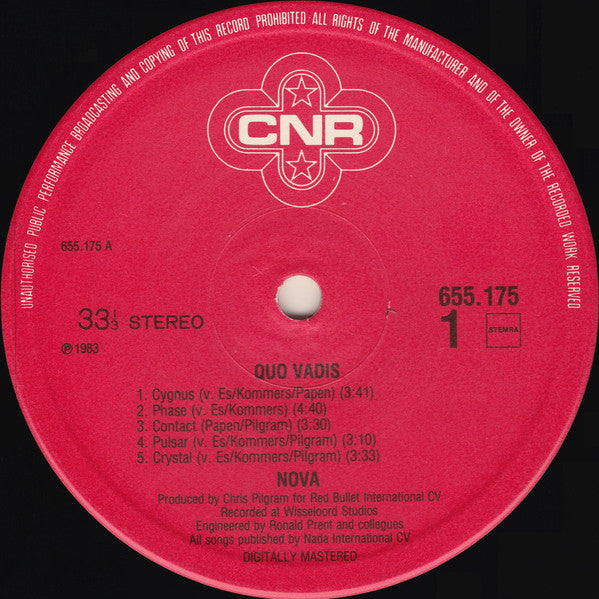 UNAUTHORISED PUBLIC PERFORMANCE BROADCASTING AND COPYING OF THIS RECORD PROHIBITED ALL RIGHTS OF THE MANUFACTURER AND OF THE OWNER OF THE RECORDED WORK RESERVED
CNR
655.175 A
655.175
33⅓ STEREO
1
STEMRA
℗ 1983
QUO VADIS
1. Cygnus (v. Es/Kommers/Papen) (3:41)
2. Phase (v. Es/Kommers) (4:40)
3. Contact (Papen/Pilgram) (3:30)
4. Pulsar (v. Es/Kommers/Pilgram) (3:10)
5. Crystal (v. Es/Kommers/Pilgram) (3:33)
NOVA
Produced by Chris Pilgram for Red Bullet International CV
Recorded at Wisseloord Studios
Engineered by Ronald Prent and collegues
All songs published by Nada International CV
DIGITALLY MASTERED